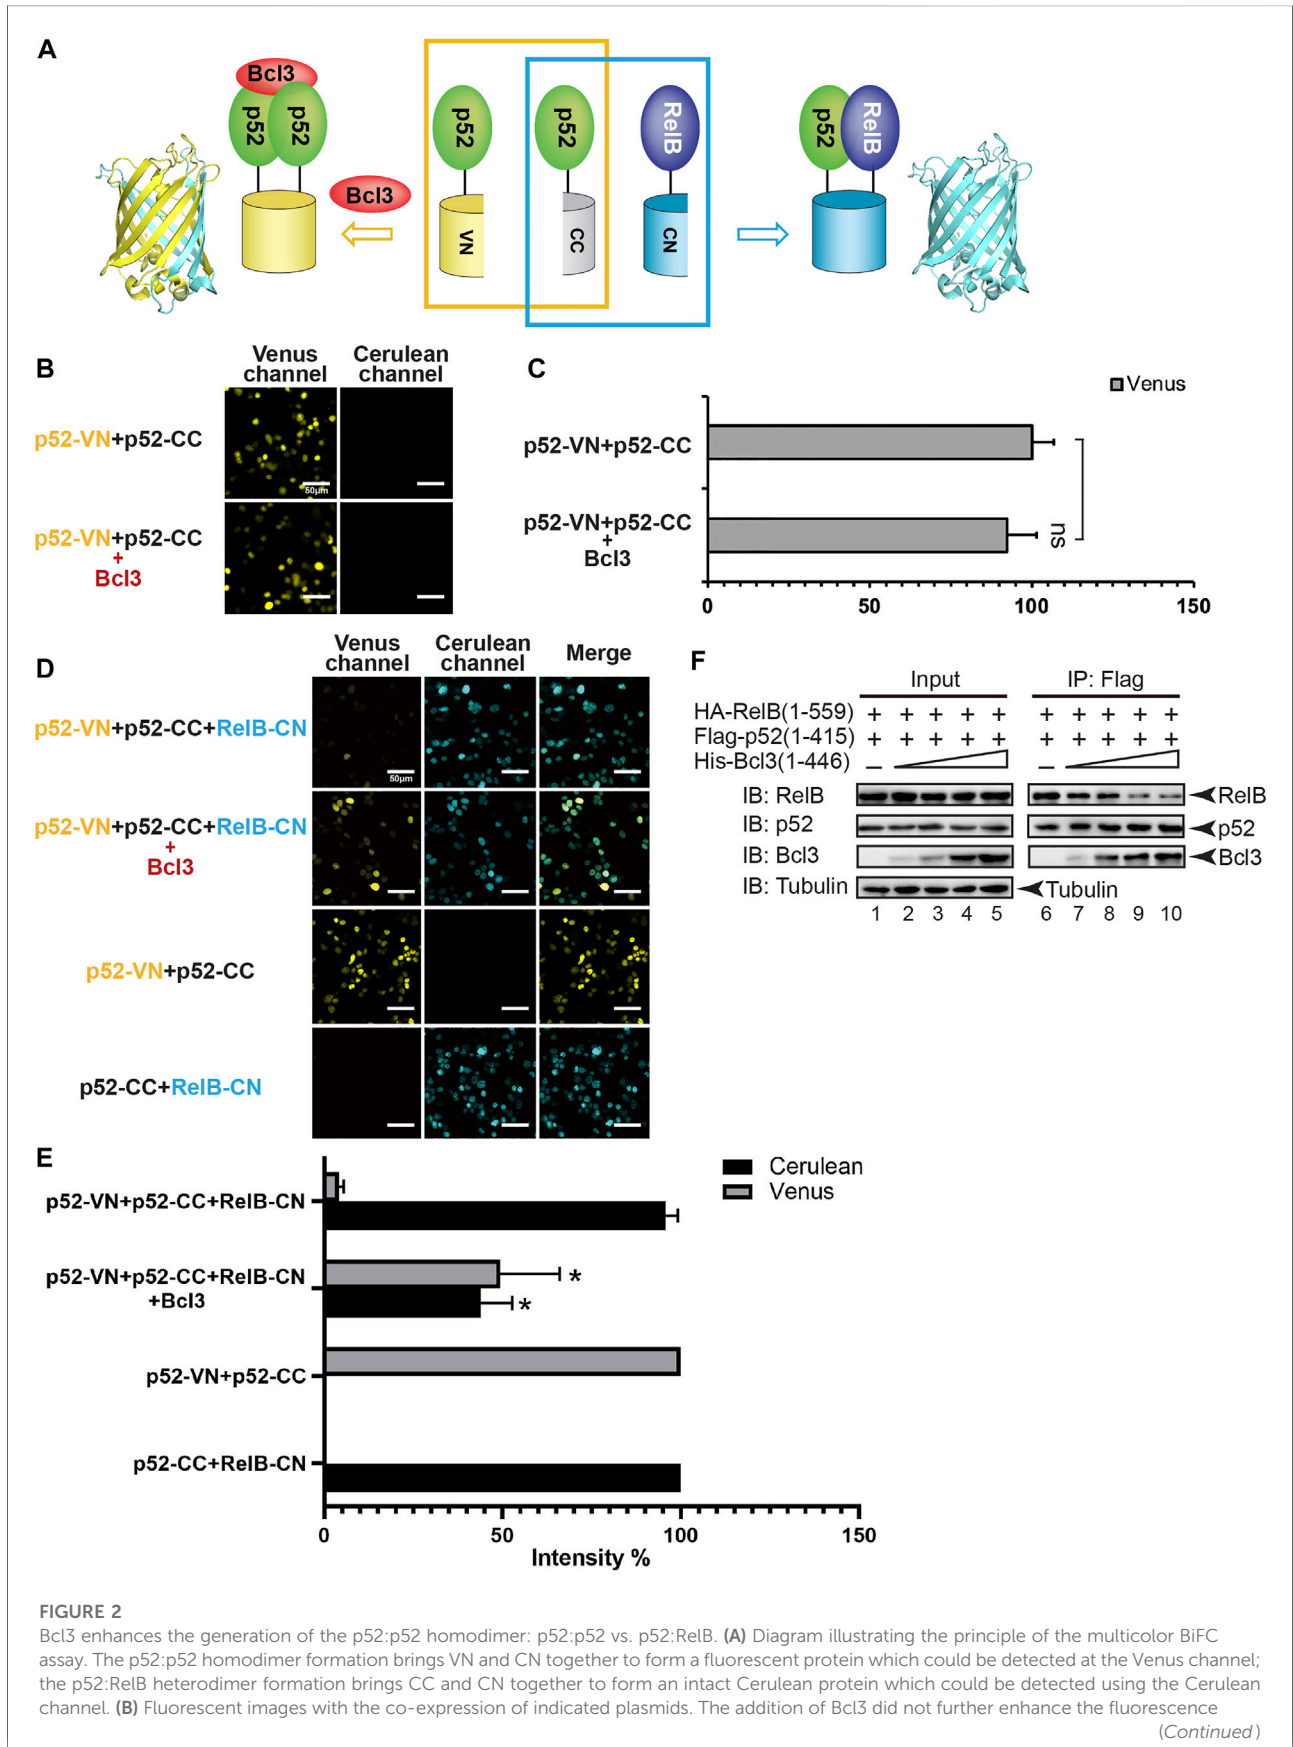 A
Bcl3
p52
p52
Bcl3
p52
VN
p52
CC
RelB
CN
p52
RelB
B
Venus channel
Cerulean channel
p52-VN+p52-CC
50μm
p52-VN+p52-CC
+
Bcl3
C
Venus
p52-VN+p52-CC
p52-VN+p52-CC
+
Bcl3
ns
0 50 100 150
D
Venus channel
Cerulean channel
Merge
p52-VN+p52-CC+RelB-CN
50μm
p52-VN+p52-CC+RelB-CN
+
Bcl3
p52-VN+p52-CC
p52-CC+RelB-CN
F
Input IP: Flag
HA-RelB(1-559) + + + + + + + + + +
Flag-p52(1-415) + + + + + + + + + +
His-Bcl3(1-446) – –
IB: RelB RelB
IB: p52 p52
IB: Bcl3 Bcl3
IB: Tubulin Tubulin
1 2 3 4 5 6 7 8 9 10
E
Cerulean
Venus
p52-VN+p52-CC+RelB-CN
p52-VN+p52-CC+RelB-CN
+Bcl3
*
*
p52-VN+p52-CC
p52-CC+RelB-CN
0 50 100 150
Intensity %
FIGURE 2
Bcl3 enhances the generation of the p52:p52 homodimer: p52:p52 vs. p52:RelB. (A) Diagram illustrating the principle of the multicolor BiFC
assay. The p52:p52 homodimer formation brings VN and CN together to form a fluorescent protein which could be detected at the Venus channel;
the p52:RelB heterodimer formation brings CC and CN together to form an intact Cerulean protein which could be detected using the Cerulean
channel. (B) Fluorescent images with the co-expression of indicated plasmids. The addition of Bcl3 did not further enhance the fluorescence
(Continued)